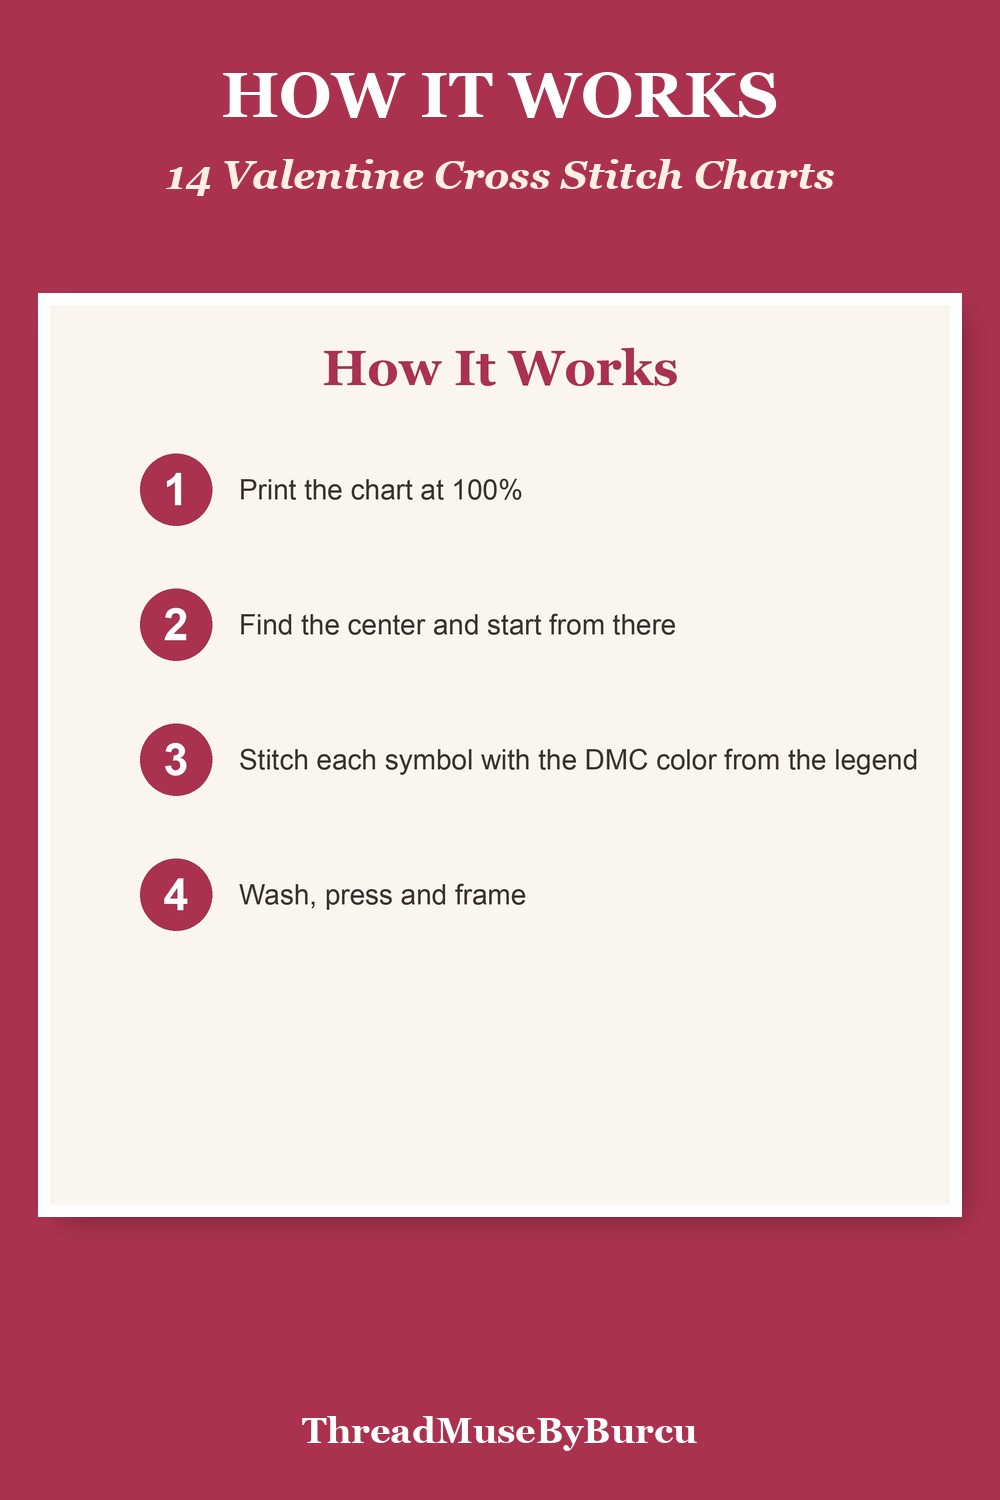 HOW IT WORKS
14 Valentine Cross Stitch Charts
How It Works
1 Print the chart at 100%
2 Find the center and start from there
3 Stitch each symbol with the DMC color from the legend
4 Wash, press and frame
ThreadMuseByBurcu